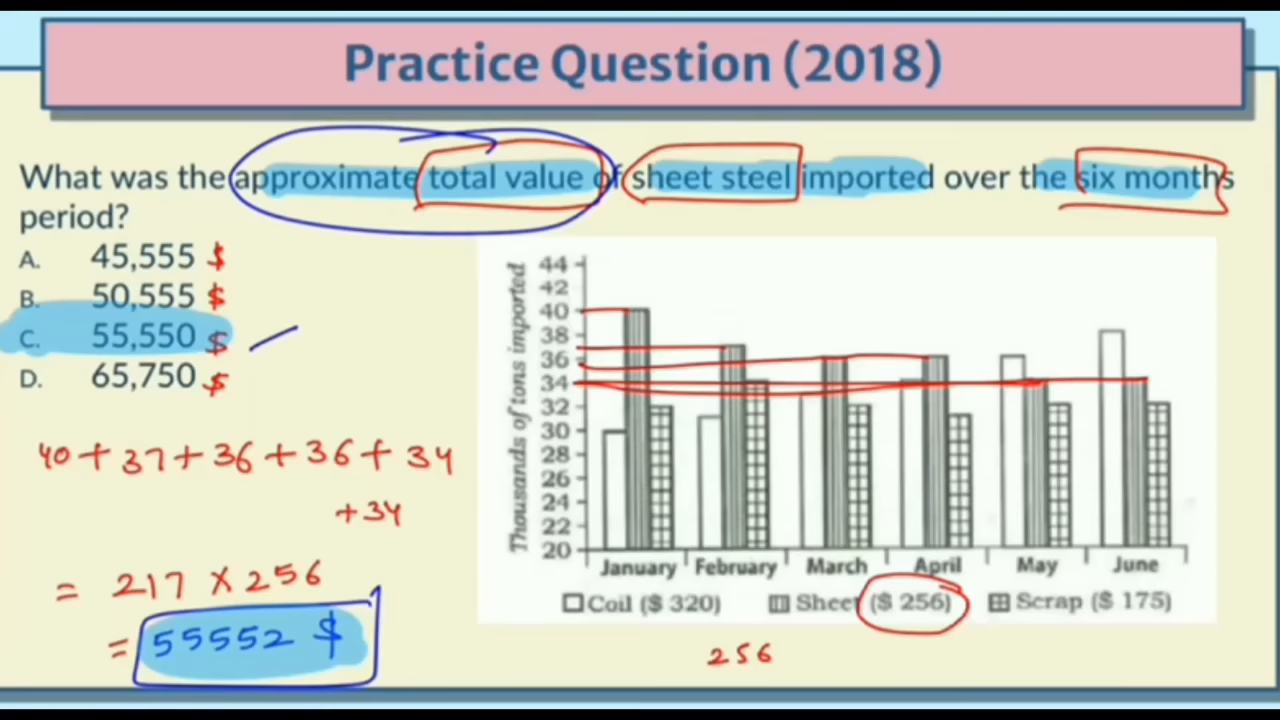 Practice Question (2018)
What was the approximate total value of sheet steel imported over the six months
period?
A. 45,555 $
B. 50,555 $
C. 55,550 $
D. 65,750 $
40 + 37 + 36 + 36 + 34
+ 34
= 217 X 256
= 55552 $
Thousands of tons imported
44
42
40
38
36
34
32
30
28
26
24
22
20
January February March April May June
Coil ($ 320) Sheet ($ 256) Scrap ($ 175)
256